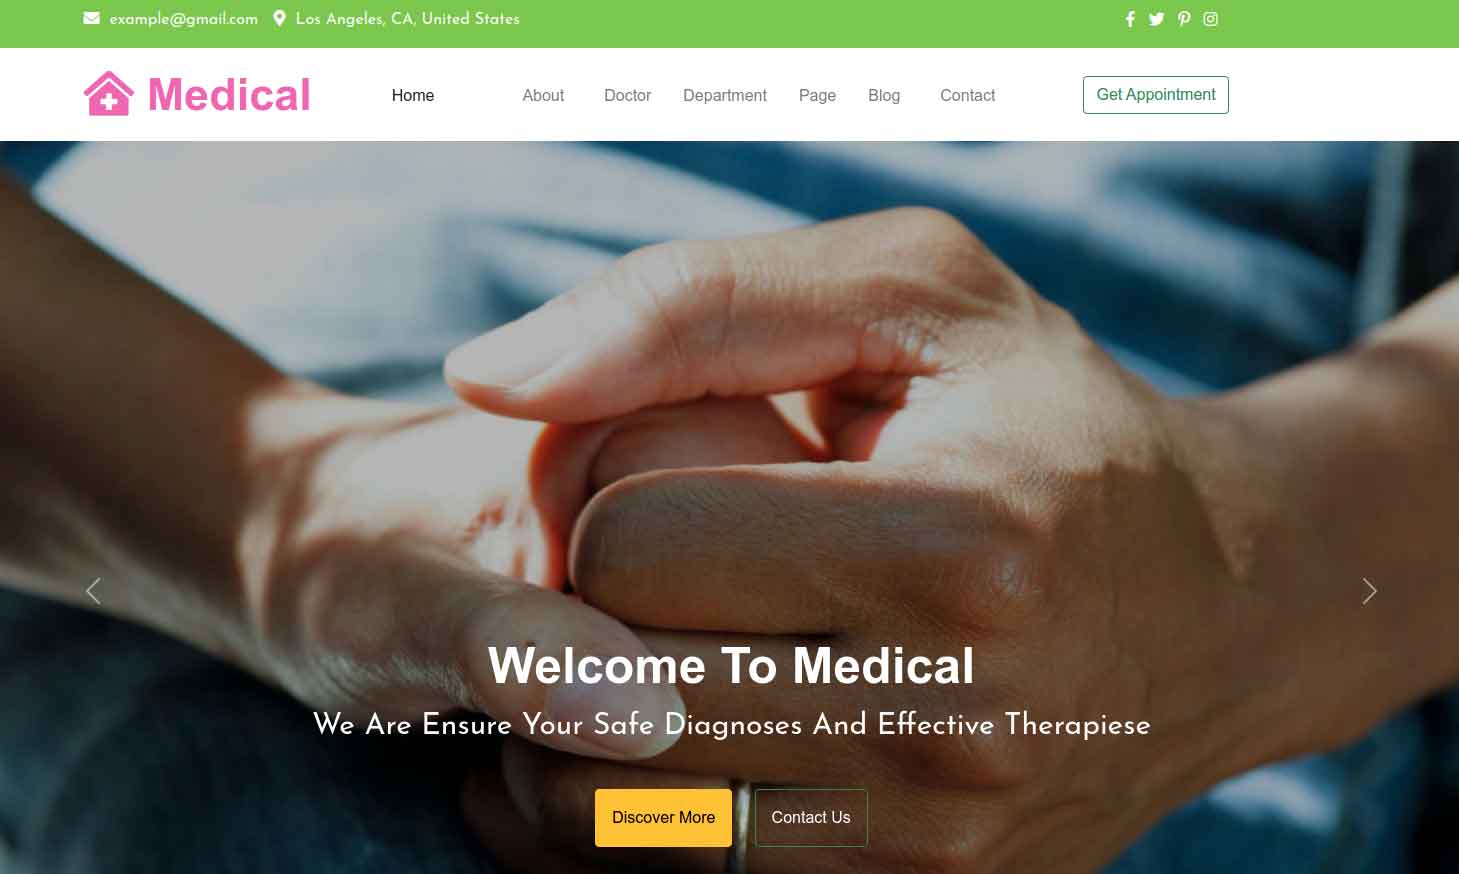 example@gmail.com Los Angeles, CA, United States
Medical
Home About Doctor Department Page Blog Contact Get Appointment
Welcome To Medical
We Are Ensure Your Safe Diagnoses And Effective Therapiese
Discover More Contact Us